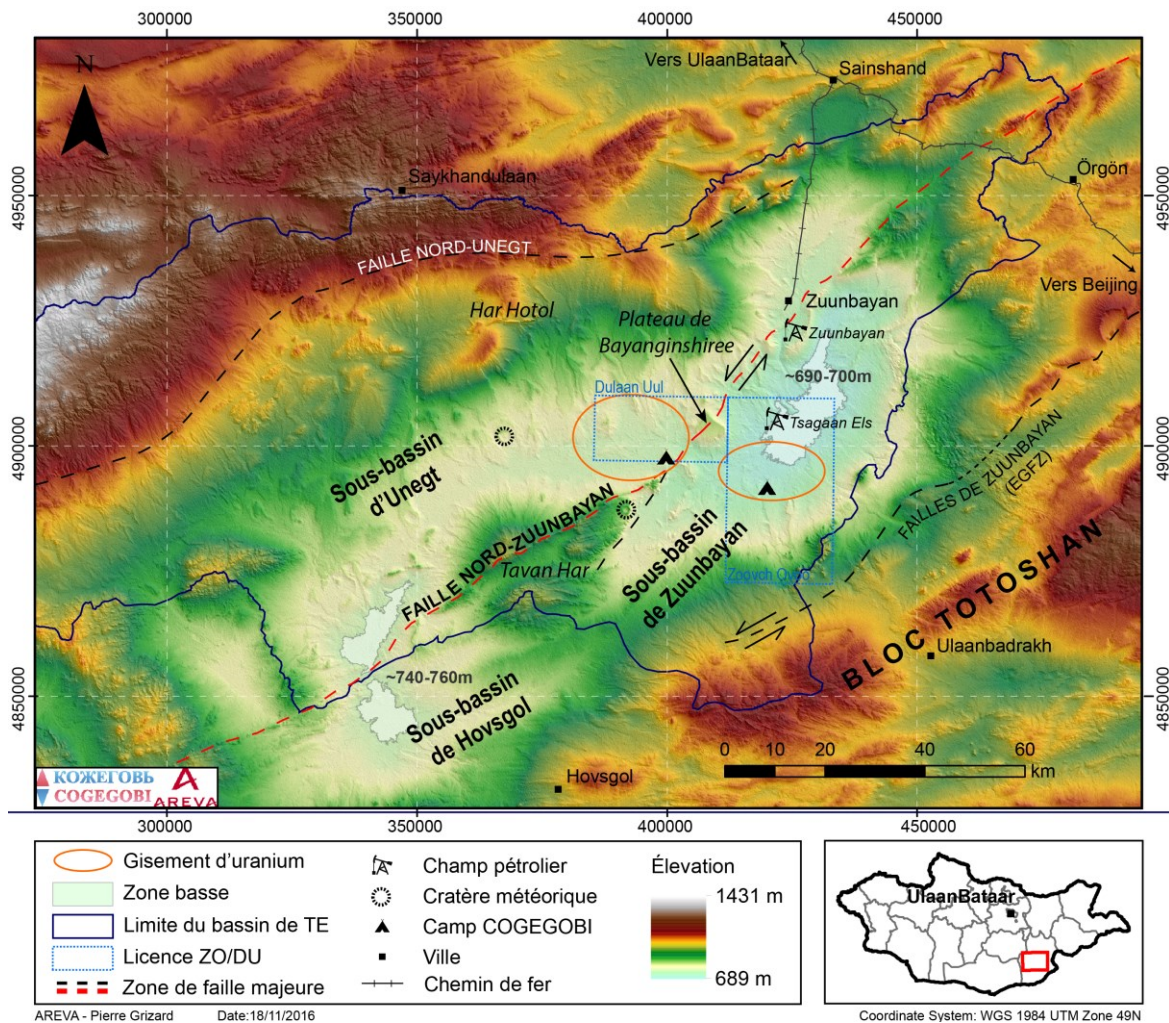 300000 350000 400000 450000
N
Vers UlaanBataar
Sainshand
Saykhandulaan
Örgön
4950000
4950000
FAILLE NORD-UNEGT
Vers Beijing
Har Hotol
Zuunbayan
Plateau de
Bayanginshiree
Zuunbayan
~690-700m
Dulaan Uul
Tsagaan Els
4900000
4900000
Sous-bassin
d'Unegt
FAILLE NORD-ZUUNBAYAN
Tavan Har
Sous-bassin
de Zuunbayan
Zoovch Ovoo
FAILLES DE ZUUNBAYAN
(EGFZ)
BLOC TOTOSHAN
Ulaanbadrakh
~740-760m
4850000
4850000
Sous-bassin
de Hovsgol
0 10 20 40 60
km
Hovsgol
КОЖЕГОВЬ
COGEGOBI
AREVA
300000 350000 400000 450000
Gisement d'uranium
Zone basse
Limite du bassin de TE
Licence ZO/DU
Zone de faille majeure
Champ pétrolier
Cratère météorique
Camp COGEGOBI
Ville
Chemin de fer
Élevation
1431 m
689 m
UlaanBataar
AREVA - Pierre Grizard Date:18/11/2016
Coordinate System: WGS 1984 UTM Zone 49N